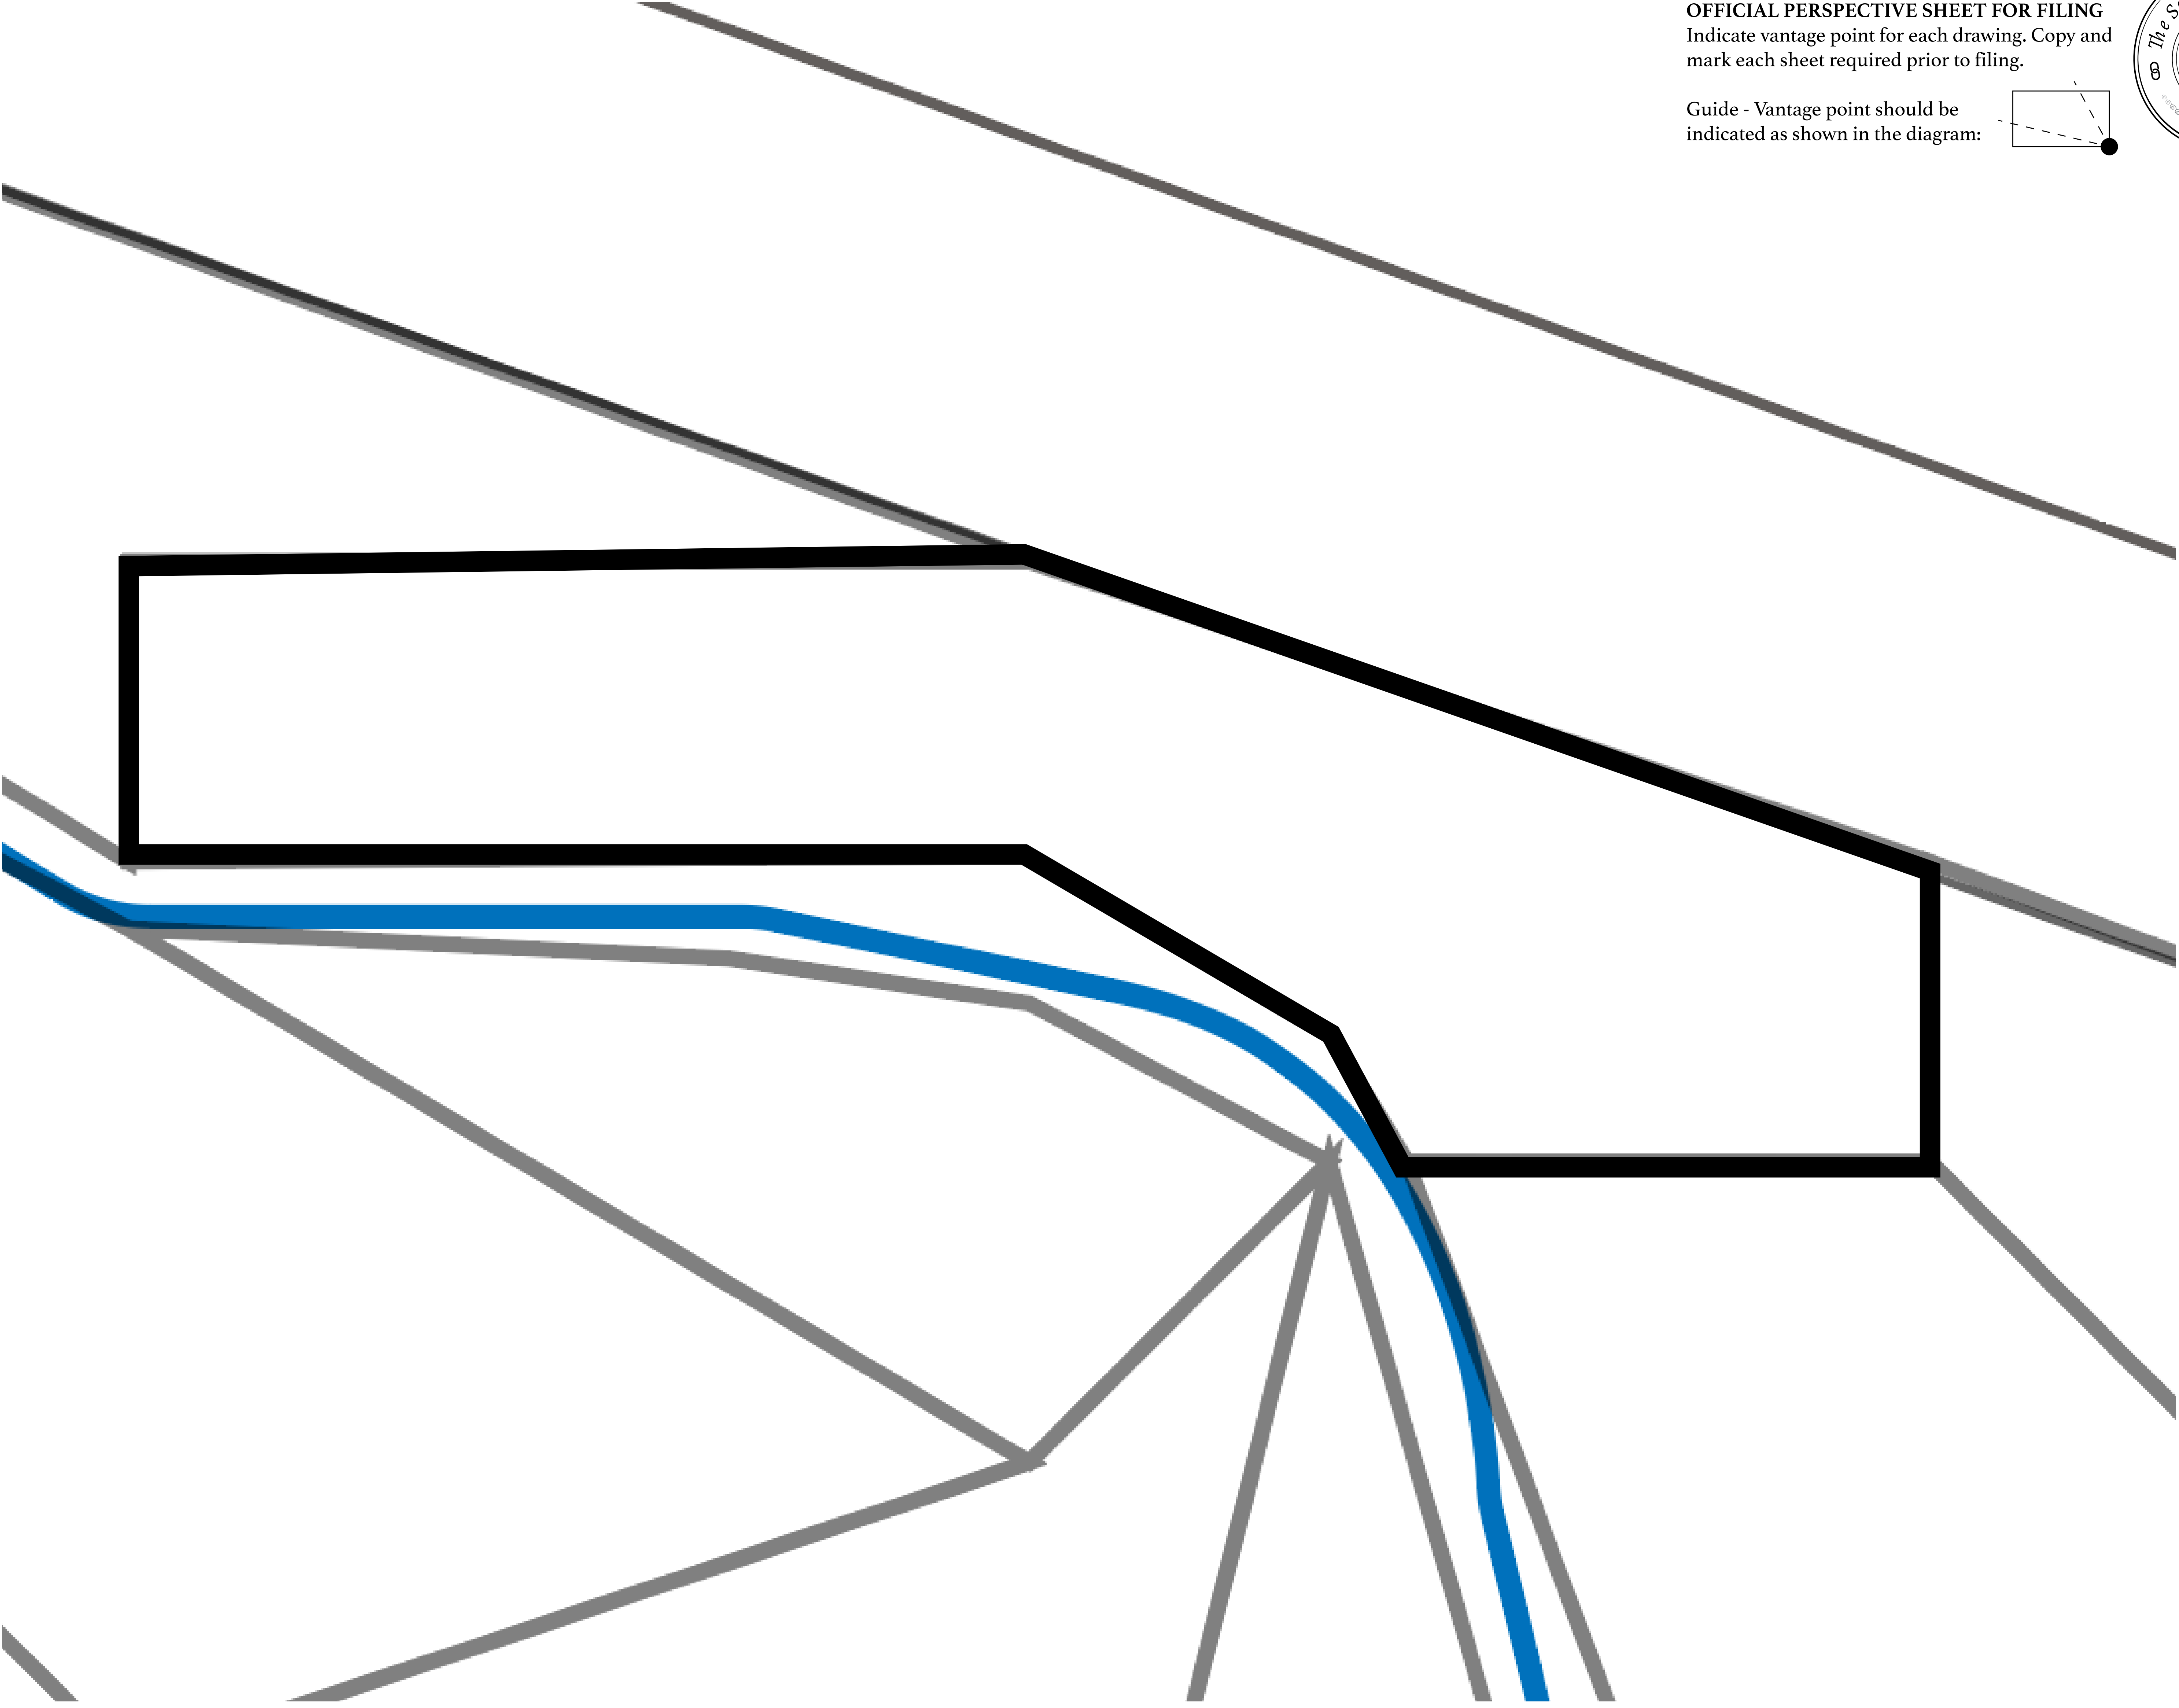 OFFICIAL PERSPECTIVE SHEET FOR FILING
Indicate vantage point for each drawing. Copy and
mark each sheet required prior to filing.
Guide - Vantage point should be
indicated as shown in the diagram:
The